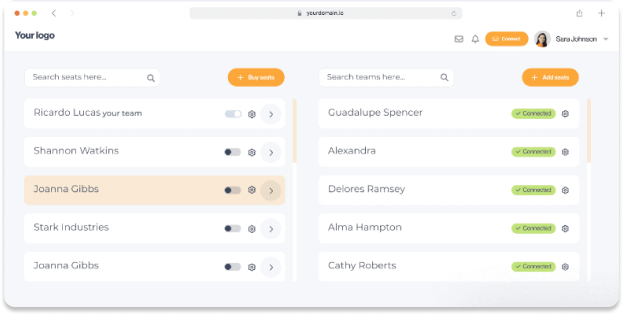 yourdomain.io
Your logo
Connect
Sara Johnson
Search seats here...
+ Buy seats
Search teams here...
+ Add seats
Ricardo Lucas your team
Guadalupe Spencer
✓ Connected
Shannon Watkins
Alexandra
✓ Connected
Joanna Gibbs
Delores Ramsey
✓ Connected
Stark Industries
Alma Hampton
✓ Connected
Joanna Gibbs
Cathy Roberts
✓ Connected